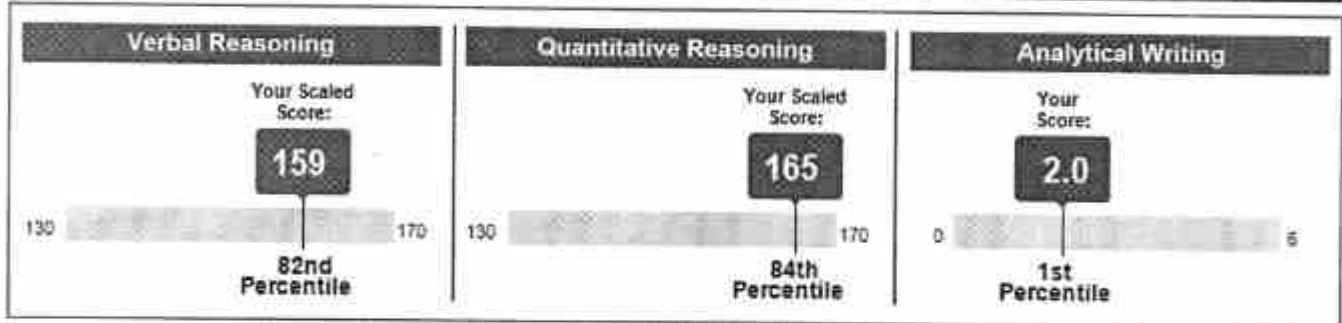 Verbal Reasoning
Your Scaled
Score:
159
130
170
82nd
Percentile
Quantitative Reasoning
Your Scaled
Score:
165
130
170
84th
Percentile
Analytical Writing
Your
Score:
2.0
0
6
1st
Percentile